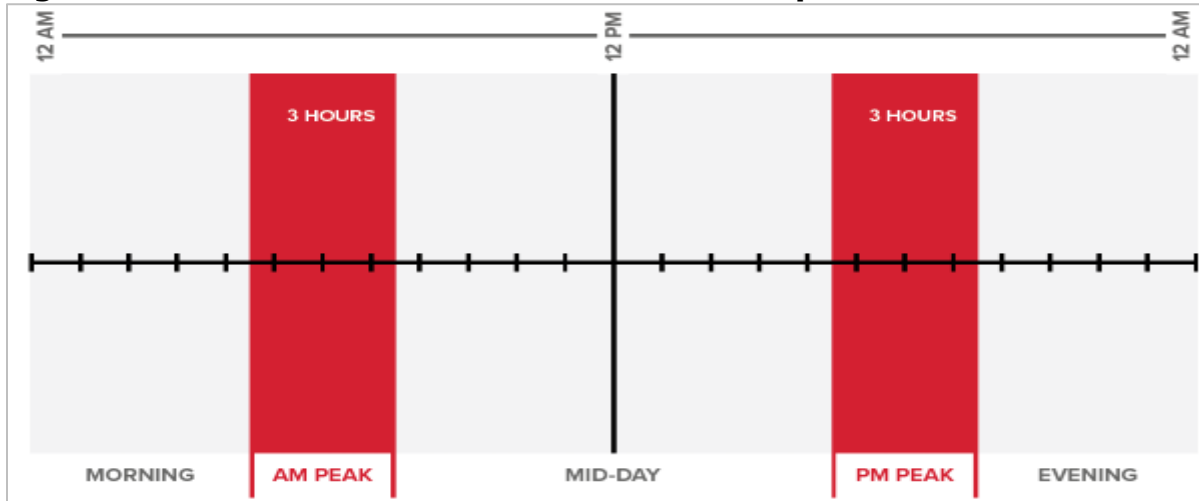 12 AM
12 PM
12 AM
3 HOURS
3 HOURS
MORNING
AM PEAK
MID-DAY
PM PEAK
EVENING